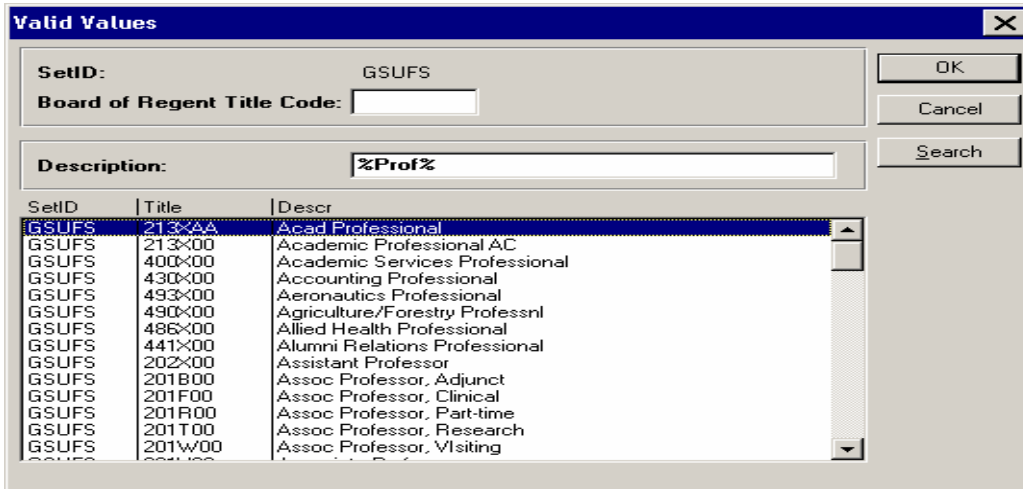 Valid Values
SetID: GSUFS
OK
Board of Regent Title Code:
Cancel
Description: %Prof%
Search
SetID Title Descr
GSUFS 213XAA Acad Professional
GSUFS 213X00 Academic Professional AC
GSUFS 400X00 Academic Services Professional
GSUFS 430X00 Accounting Professional
GSUFS 493X00 Aeronautics Professional
GSUFS 490X00 Agriculture/Forestry Professnl
GSUFS 486X00 Allied Health Professional
GSUFS 441X00 Alumni Relations Professional
GSUFS 202X00 Assistant Professor
GSUFS 201B00 Assoc Professor, Adjunct
GSUFS 201F00 Assoc Professor, Clinical
GSUFS 201R00 Assoc Professor, Part-time
GSUFS 201T00 Assoc Professor, Research
GSUFS 201W00 Assoc Professor, VIsiting